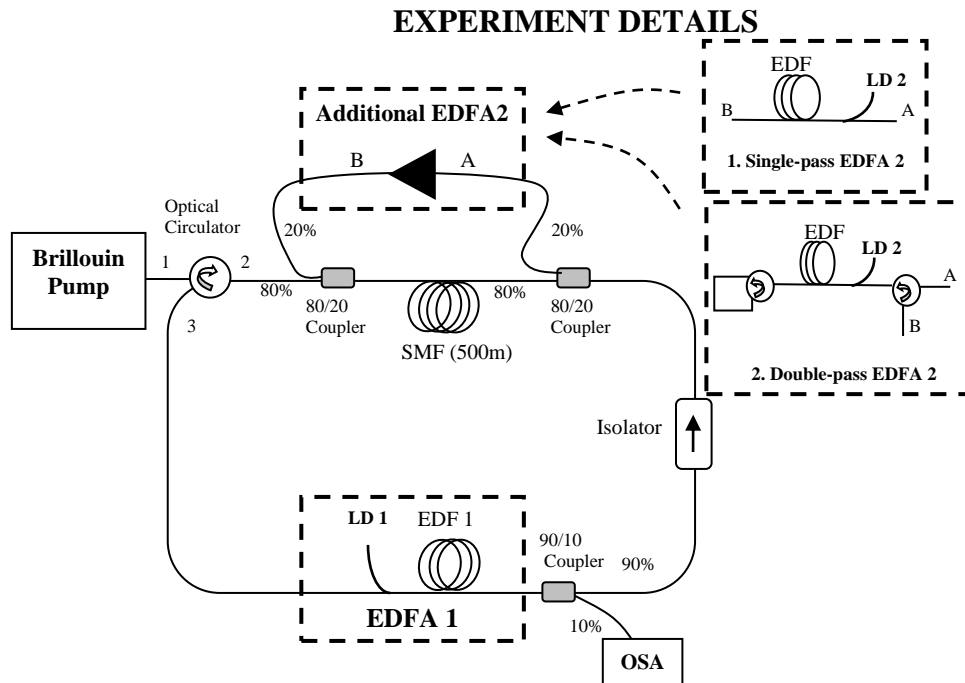 EXPERIMENT DETAILS
Additional EDFA2
B
A
20%
20%
Optical
Circulator
Brillouin
Pump
1
2
3
80%
80/20
Coupler
SMF (500m)
80%
80/20
Coupler
EDF
LD 2
B
A
1. Single-pass EDFA 2
EDF
LD 2
A
B
2. Double-pass EDFA 2
Isolator
LD 1
EDF 1
EDFA 1
90/10
Coupler
90%
10%
OSA